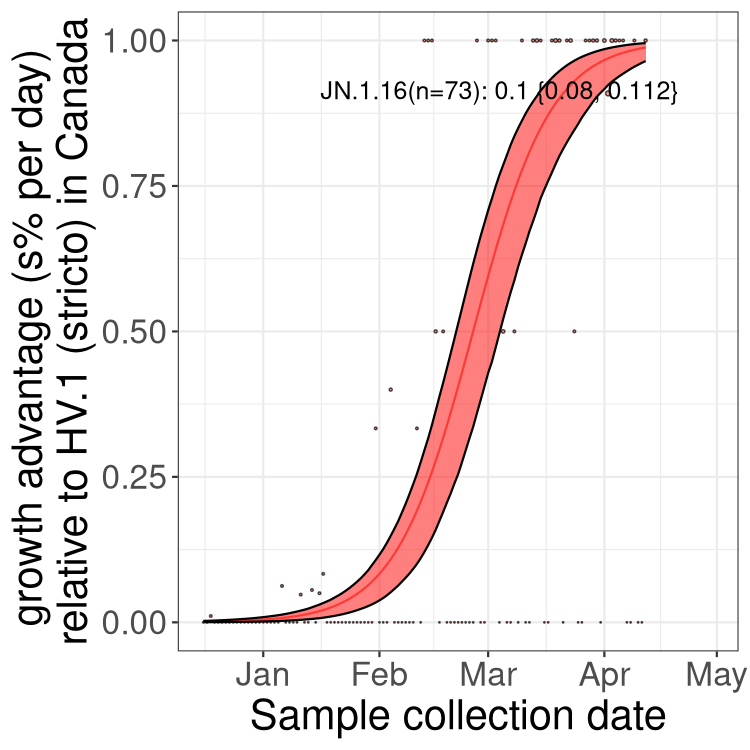 growth advantage (s% per day)
relative to HV.1 (stricto) in Canada
1.00
0.75
0.50
0.25
0.00
JN.1.16(n=73): 0.1 {0.08, 0.112}
Jan Feb Mar Apr May
Sample collection date